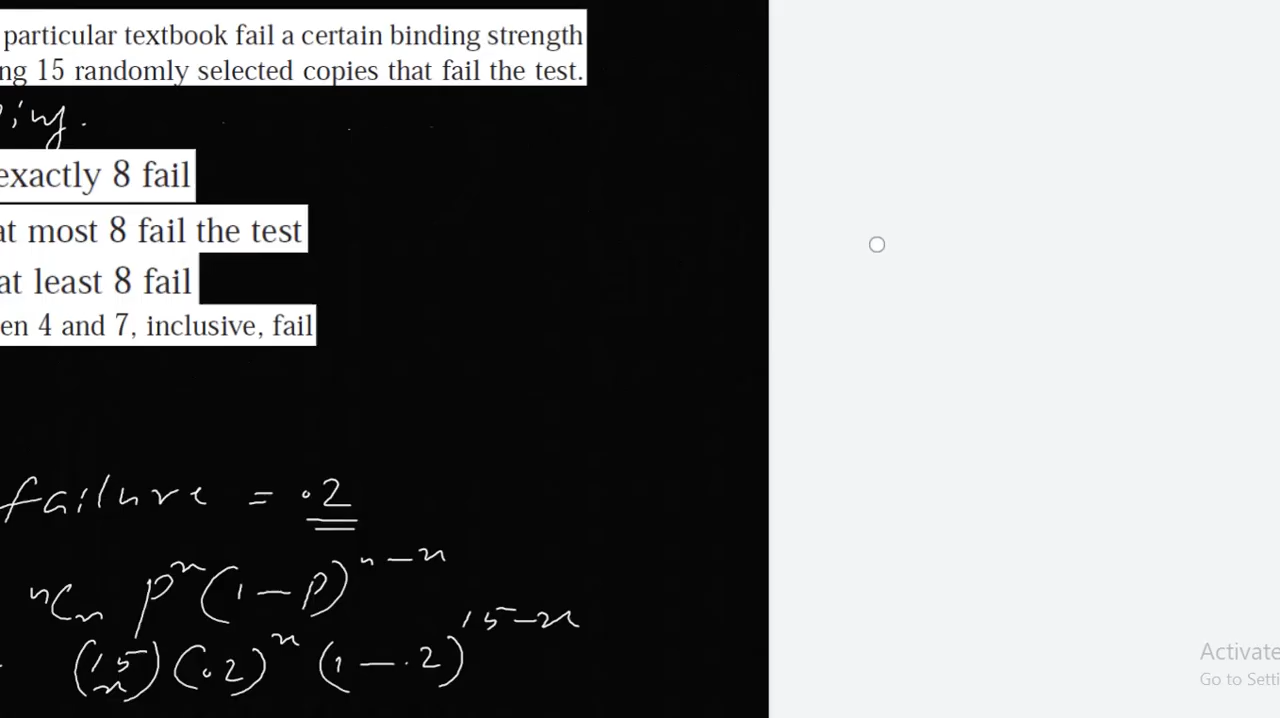 particular textbook fail a certain binding strength
ng 15 randomly selected copies that fail the test.
ing.
exactly 8 fail
at most 8 fail the test
at least 8 fail
en 4 and 7, inclusive, fail
failure = .2
ⁿCₓ pˣ(1-p)ⁿ⁻ˣ
(15 x)(.2)ˣ(1-.2)¹⁵⁻ˣ
Activate
Go to Setti